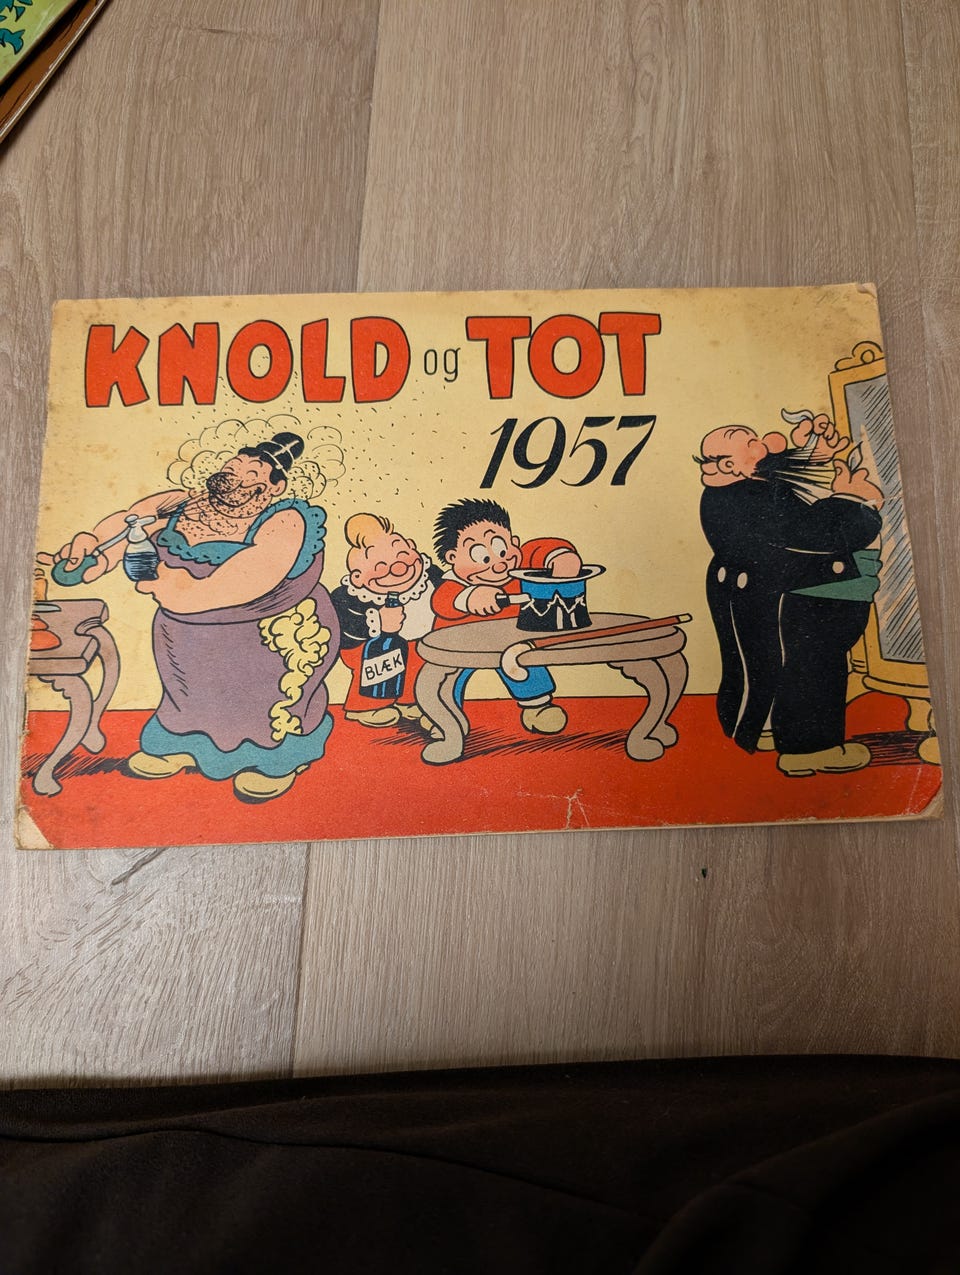 KNOLD og TOT
1957
BLÆK